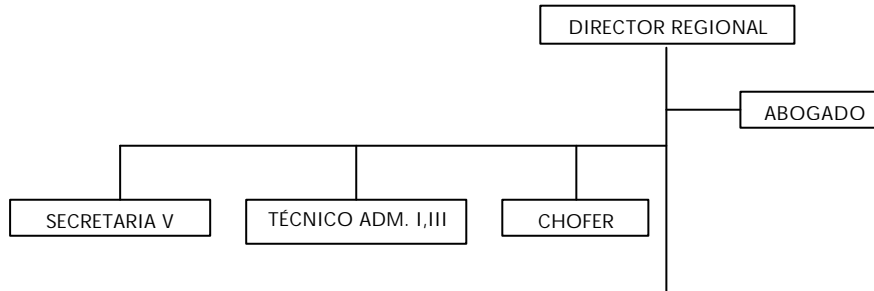 DIRECTOR REGIONAL
ABOGADO
SECRETARIA V
TÉCNICO ADM. I,III
CHOFER